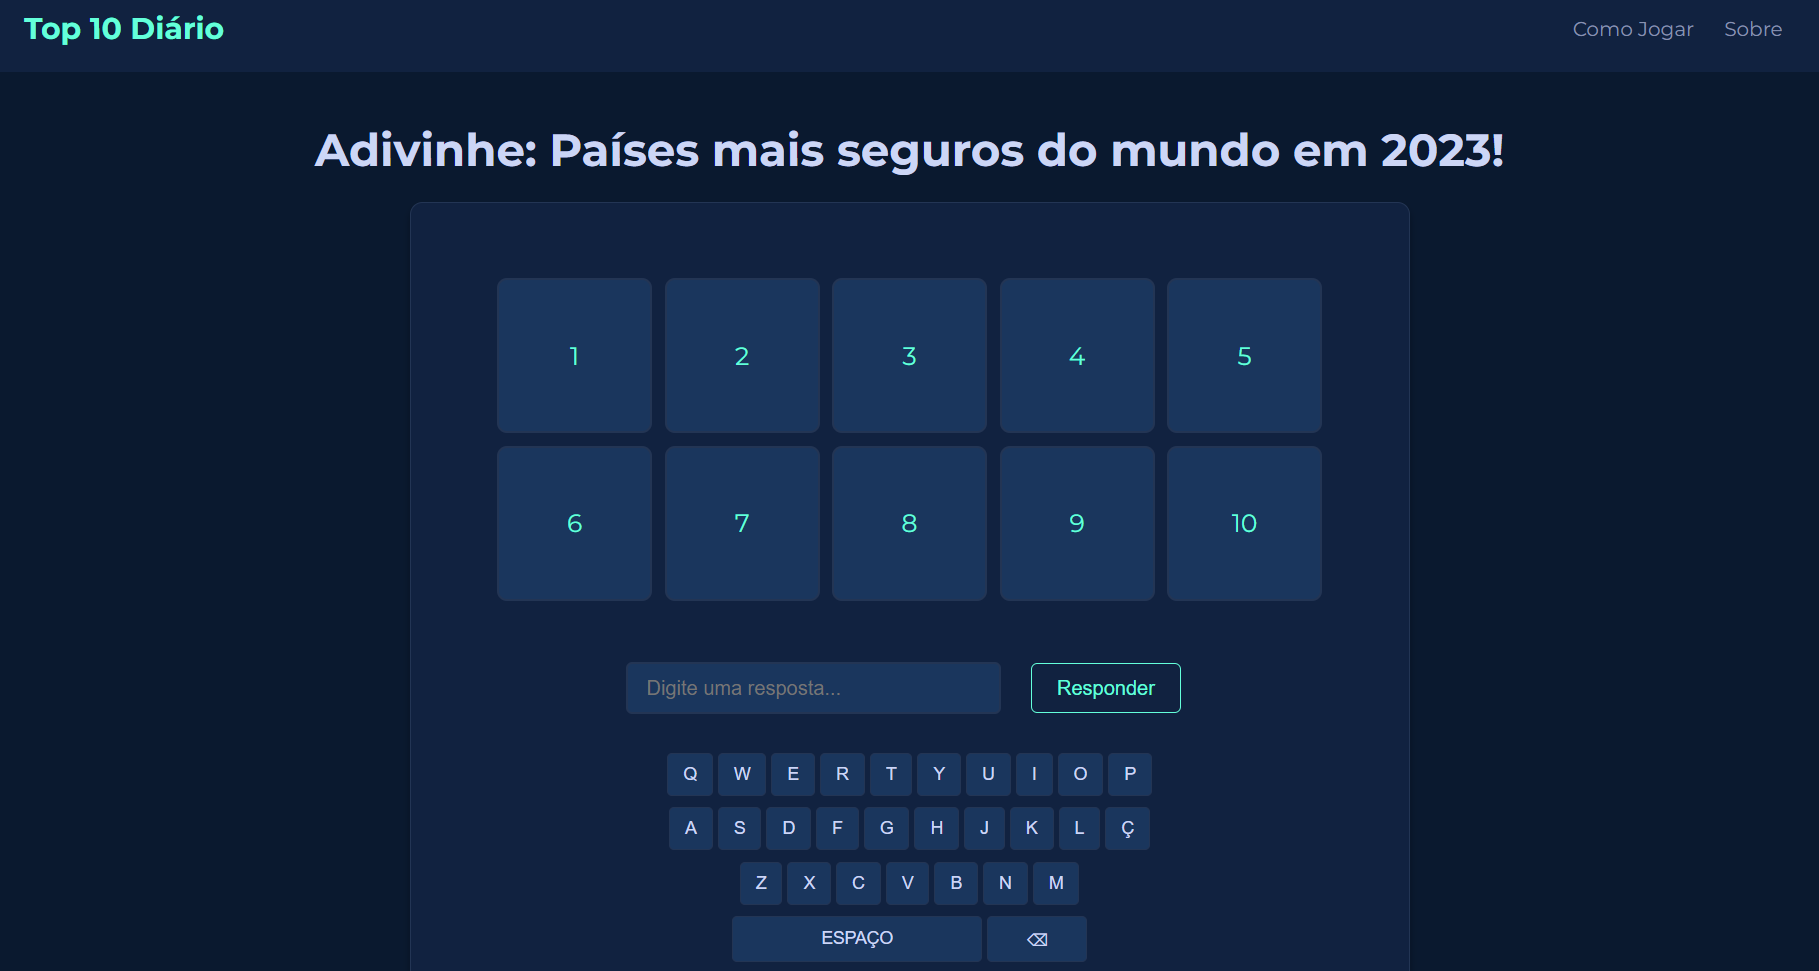 Top 10 Diário
Como Jogar Sobre
Adivinhe: Países mais seguros do mundo em 2023!
1 2 3 4 5
6 7 8 9 10
Digite uma resposta... Responder
Q W E R T Y U I O P
A S D F G H J K L Ç
Z X C V B N M
ESPAÇO ⌫